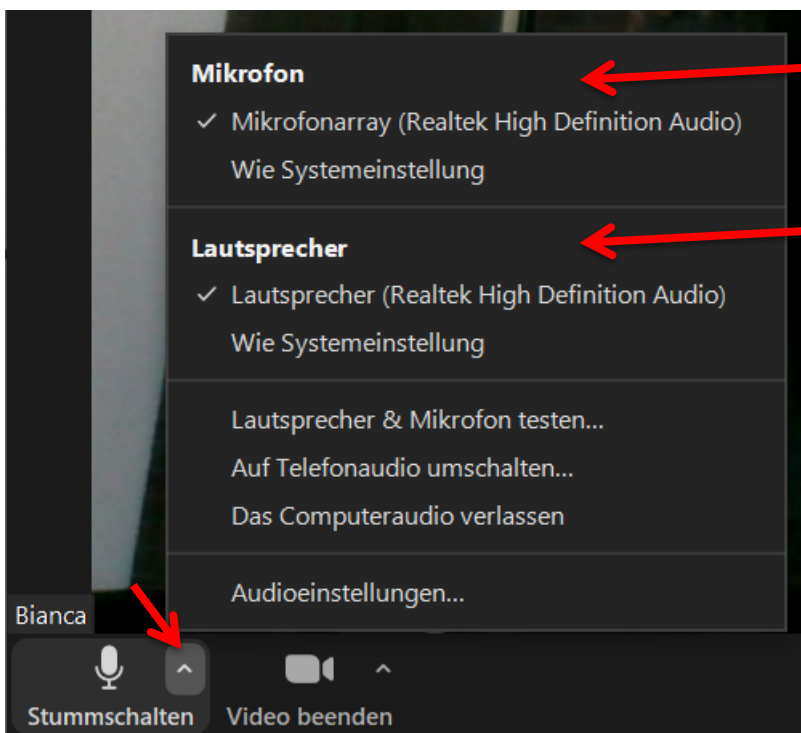 Mikrofon
Mikrofonarray (Realtek High Definition Audio)
Wie Systemeinstellung
Lautsprecher
Lautsprecher (Realtek High Definition Audio)
Wie Systemeinstellung
Lautsprecher & Mikrofon testen...
Auf Telefonaudio umschalten...
Das Computeraudio verlassen
Audioeinstellungen...
Bianca
Stummschalten
Video beenden